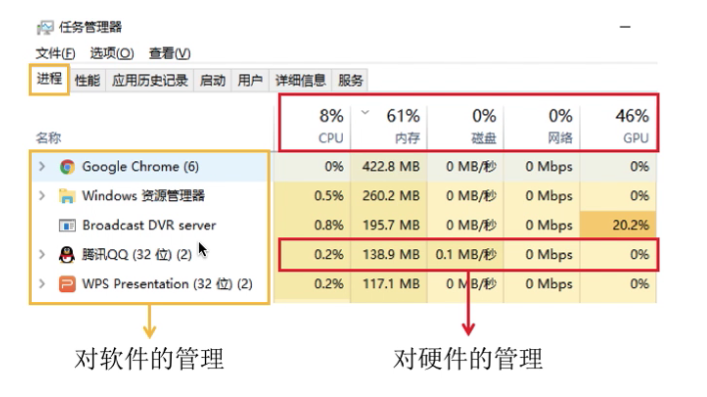 任务管理器
文件(F) 选项(O) 查看(V)
进程 性能 应用历史记录 启动 用户 详细信息 服务
8% 61% 0% 0% 46%
名称 CPU 内存 磁盘 网络 GPU
Google Chrome (6) 0% 422.8 MB 0 MB/秒 0 Mbps 0%
Windows 资源管理器 0.5% 260.2 MB 0 MB/秒 0 Mbps 0%
Broadcast DVR server 0.8% 195.7 MB 0 MB/秒 0 Mbps 20.2%
腾讯QQ (32 位) (2) 0.2% 138.9 MB 0.1 MB/秒 0 Mbps 0%
WPS Presentation (32 位) (2) 0.2% 117.1 MB 0 MB/秒 0 Mbps 0%
对软件的管理 对硬件的管理